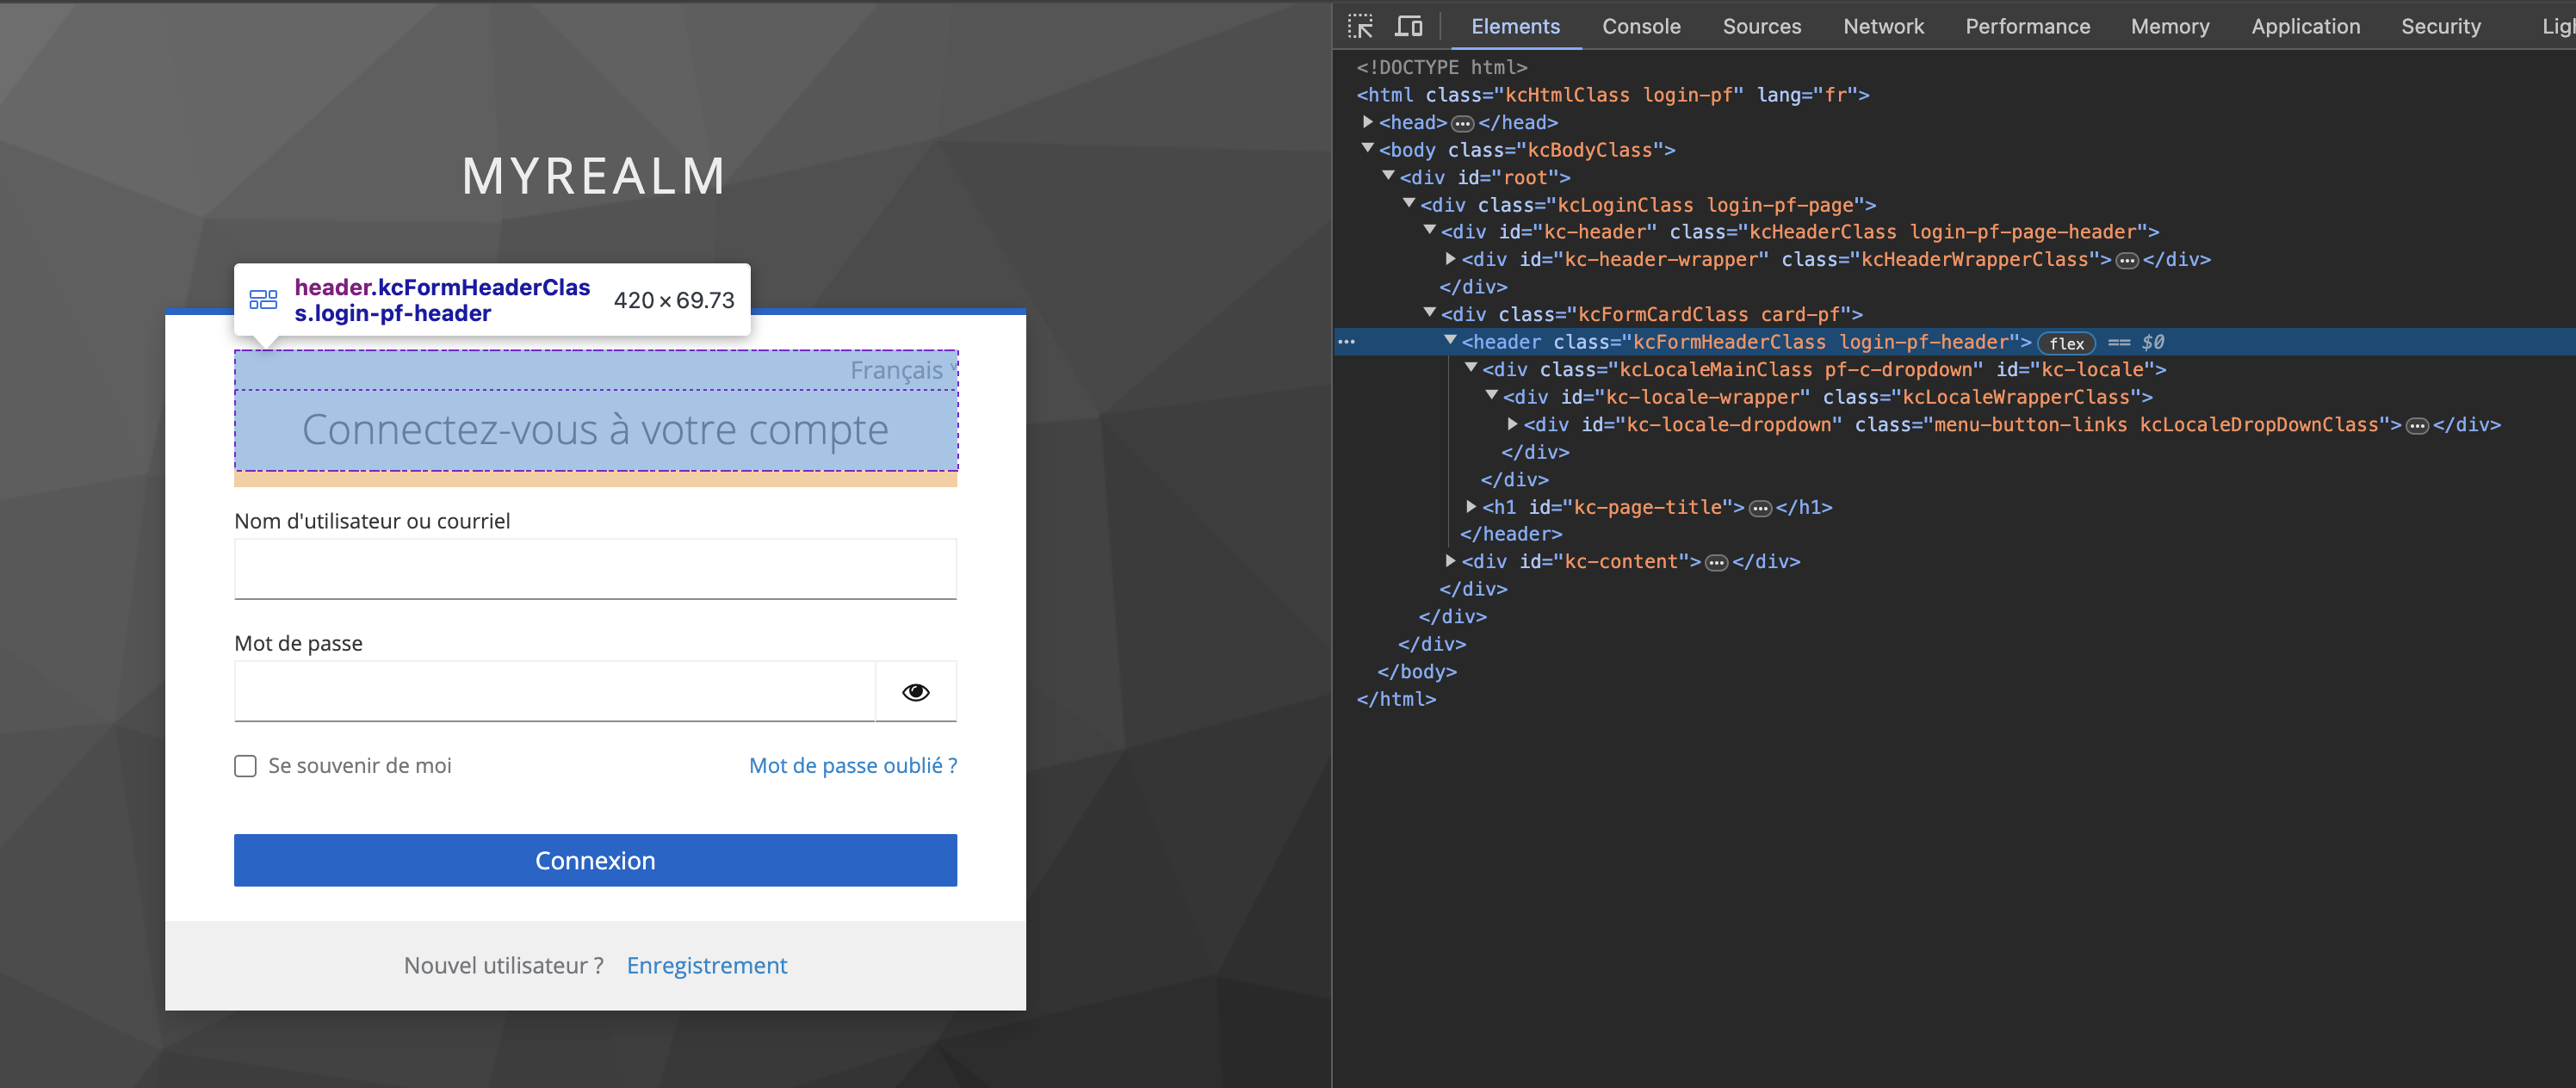 MYREALM
header.kcFormHeaderClas
s.login-pf-header
420 × 69.73
Français
Connectez-vous à votre compte
Nom d'utilisateur ou courriel
Mot de passe
Se souvenir de moi
Mot de passe oublié ?
Connexion
Nouvel utilisateur ? Enregistrement
Elements Console Sources Network Performance Memory Application Security
<!DOCTYPE html>
<html class="kcHtmlClass login-pf" lang="fr">
<head>…</head>
<body class="kcBodyClass">
<div id="root">
<div class="kcLoginClass login-pf-page">
<div id="kc-header" class="kcHeaderClass login-pf-page-header">
<div id="kc-header-wrapper" class="kcHeaderWrapperClass">…</div>
</div>
<div class="kcFormCardClass card-pf">
<header class="kcFormHeaderClass login-pf-header"> flex == $0
<div class="kcLocaleMainClass pf-c-dropdown" id="kc-locale">
<div id="kc-locale-wrapper" class="kcLocaleWrapperClass">
<div id="kc-locale-dropdown" class="menu-button-links kcLocaleDropDownClass">…</div>
</div>
</div>
<h1 id="kc-page-title">…</h1>
</header>
<div id="kc-content">…</div>
</div>
</div>
</div>
</body>
</html>